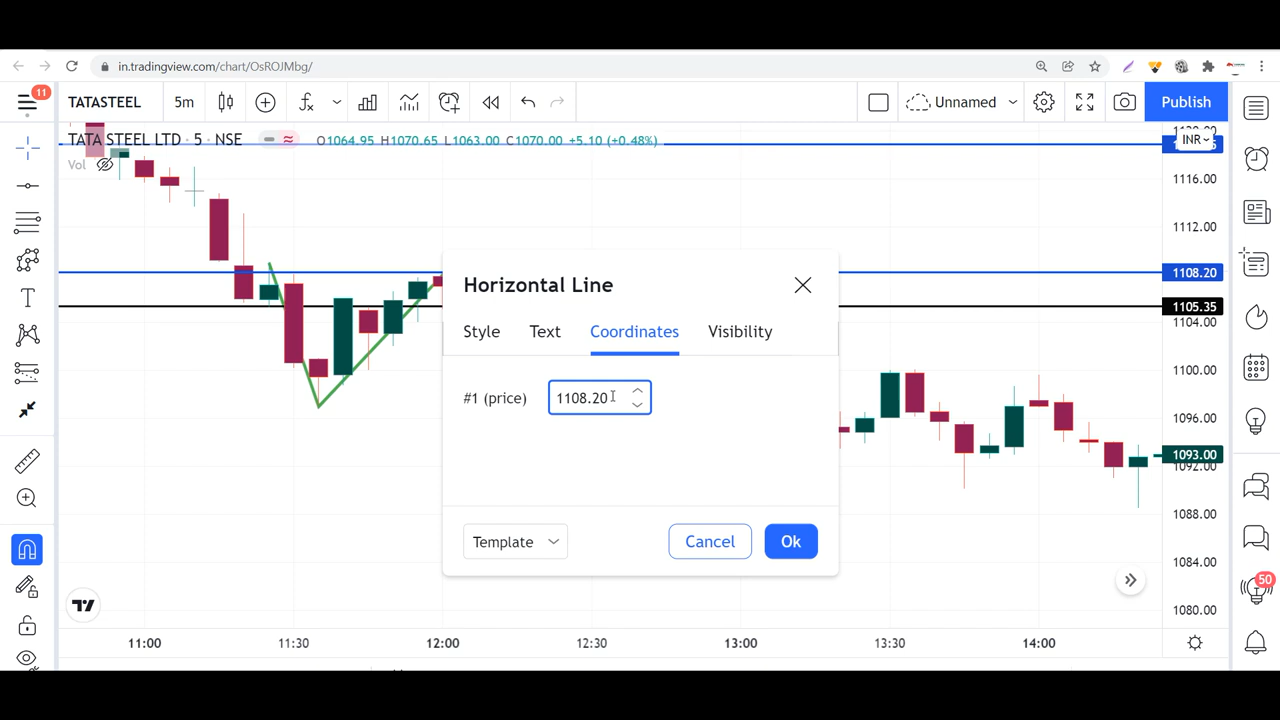 in.tradingview.com/chart/OsROJMbg/
11
TATASTEEL 5m Unnamed Publish
TATA STEEL LTD · 5 · NSE O1064.95 H1070.65 L1063.00 C1070.00 +5.10 (+0.48%)
INR
Vol
1116.00
1112.00
1108.20
1105.35
1104.00
1100.00
1096.00
1093.00
1092.00
1088.00
1084.00
1080.00
Horizontal Line
Style Text Coordinates Visibility
#1 (price) 1108.20
Template Cancel Ok
50
11:00 11:30 12:00 12:30 13:00 13:30 14:00